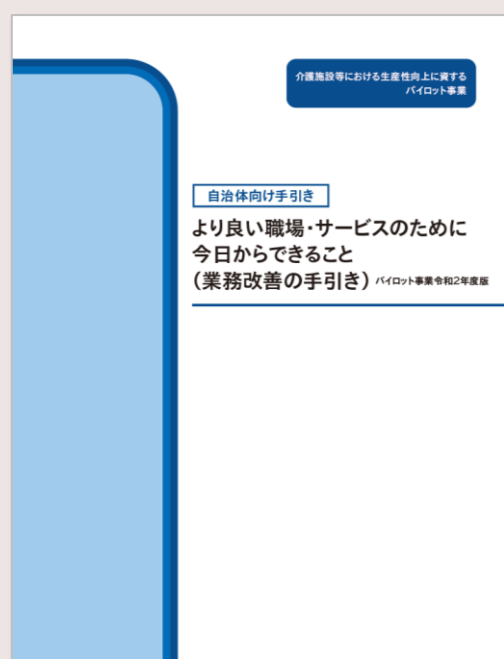 介護施設等における生産性向上に資する
パイロット事業
自治体向け手引き
より良い職場・サービスのために
今日からできること
(業務改善の手引き) パイロット事業令和2年度版